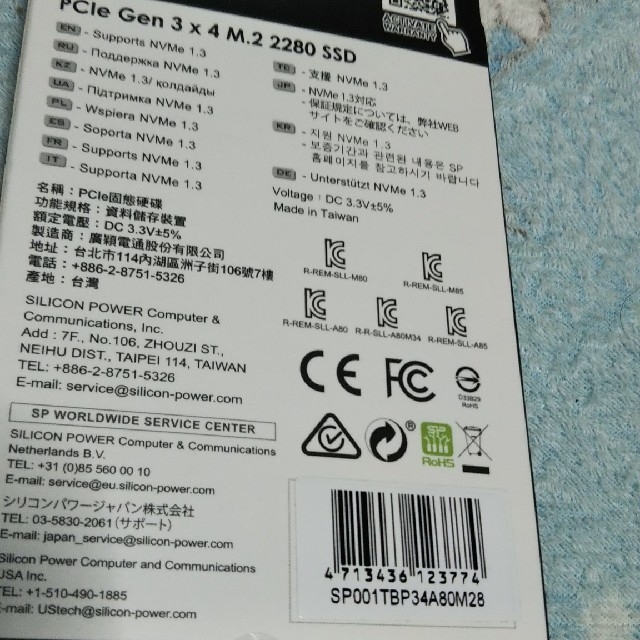 PCIe Gen 3 x 4 M.2 2280 SSD
ACTIVATE
WARRANTY
EN - Supports NVMe 1.3
RU - Поддержка NVMe 1.3
KZ - NVMe 1.3/ қолдайды
UA - Підтримка NVMe 1.3
PL - Wspiera NVMe 1.3
ES - Soporta NVMe 1.3
FR - Supports NVMe 1.3
IT - Supporta NVMe 1.3
- 支援 NVMe 1.3
JP - NVMe 1.3対応
- 保証規定については、弊社WEB
サイトをご確認ください
KR - 지원 NVMe 1.3
- 보증기간과 관련된 내용은 SP
홈페이지를 참고하시기 바랍니다
DE - Unterstützt NVMe 1.3
Voltage : DC 3.3V±5%
Made in Taiwan
名稱：PCIe固態硬碟
功能規格：資料儲存裝置
額定電壓：DC 3.3V±5%
製造商：廣穎電通股份有限公司
地址：台北市114內湖區洲子街106號7樓
電話：+886-2-8751-5326
產地：台灣
SILICON POWER Computer &
Communications, Inc.
Add : 7F., No.106, ZHOUZI ST.,
NEIHU DIST., TAIPEI 114, TAIWAN
TEL: +886-2-8751-5326
E-mail: service@silicon-power.com
R-REM-SLL-M80
R-REM-SLL-M85
R-REM-SLL-A80
R-R-SLL-A80M34
R-REM-SLL-A85
CE
FC
D33B29
RoHS
SP
RoHS
SP WORLDWIDE SERVICE CENTER
SILICON POWER Computer & Communications
Netherlands B.V.
TEL: +31 (0)85 560 00 10
E-mail: service@eu.silicon-power.com
シリコンパワージャパン株式会社
TEL: 03-5830-2061(サポート)
E-mail: japan_service@silicon-power.com
Silicon Power Computer and Communications
USA Inc.
TEL: +1-510-490-1885
E-mail: UStech@silicon-power.com
4 713436 123774
SP001TBP34A80M28